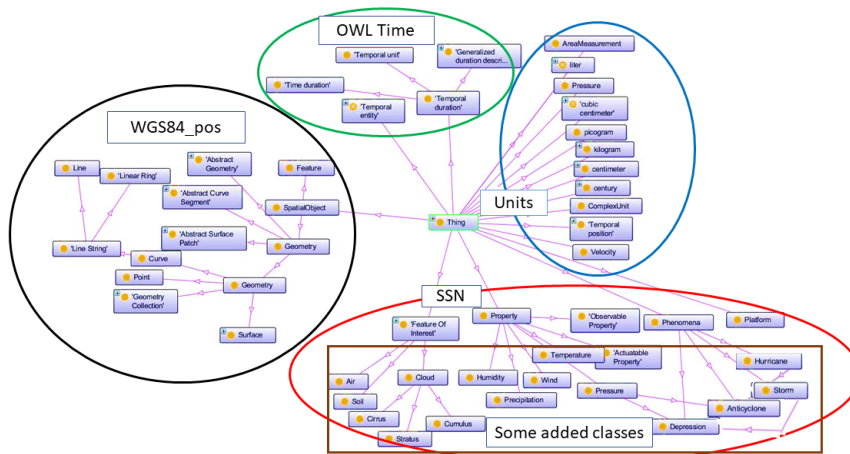 OWL Time
'Temporal unit'
'Generalized
duration descri...
'Time duration'
'Temporal
entity'
'Temporal
duration'
AreaMeasurement
liter
Pressure
'cubic
centimeter'
picogram
kilogram
centimeter
century
ComplexUnit
'Temporal
position'
Velocity
Units
WGS84_pos
Line
'Linear Ring'
'Abstract
Geometry'
Feature
'Abstract Curve
Segment'
SpatialObject
'Abstract Surface
Patch'
Geometry
'Line String'
Curve
Point
Geometry
'Geometry
Collection'
Surface
Thing
SSN
'Feature Of
Interest'
Property
'Observable
Property'
Phenomena
Platform
Temperature
'Actuatable
Property'
Hurricane
Air
Cloud
Humidity
Wind
Pressure
Storm
Soil
Precipitation
Anticyclone
Cirrus
Cumulus
Stratus
Depression
Some added classes